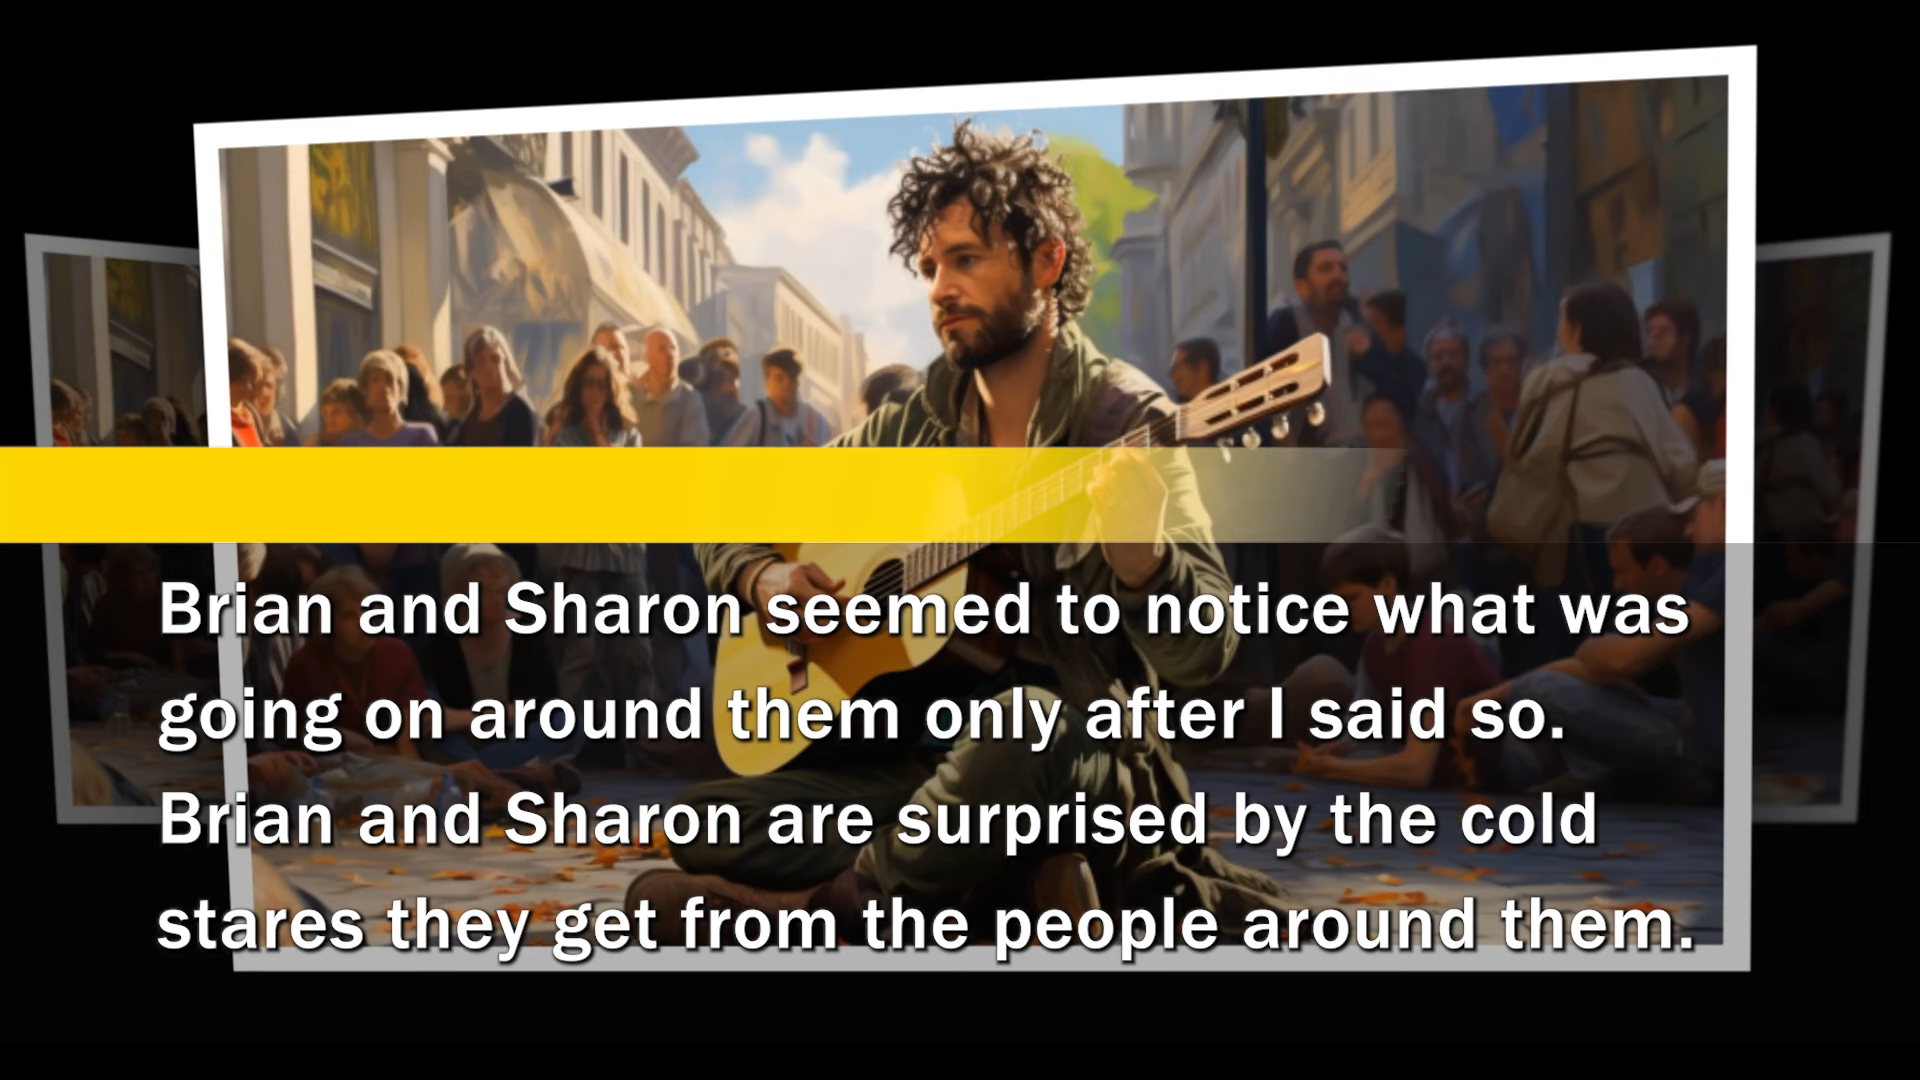 Brian and Sharon seemed to notice what was
going on around them only after I said so.
Brian and Sharon are surprised by the cold
stares they get from the people around them.